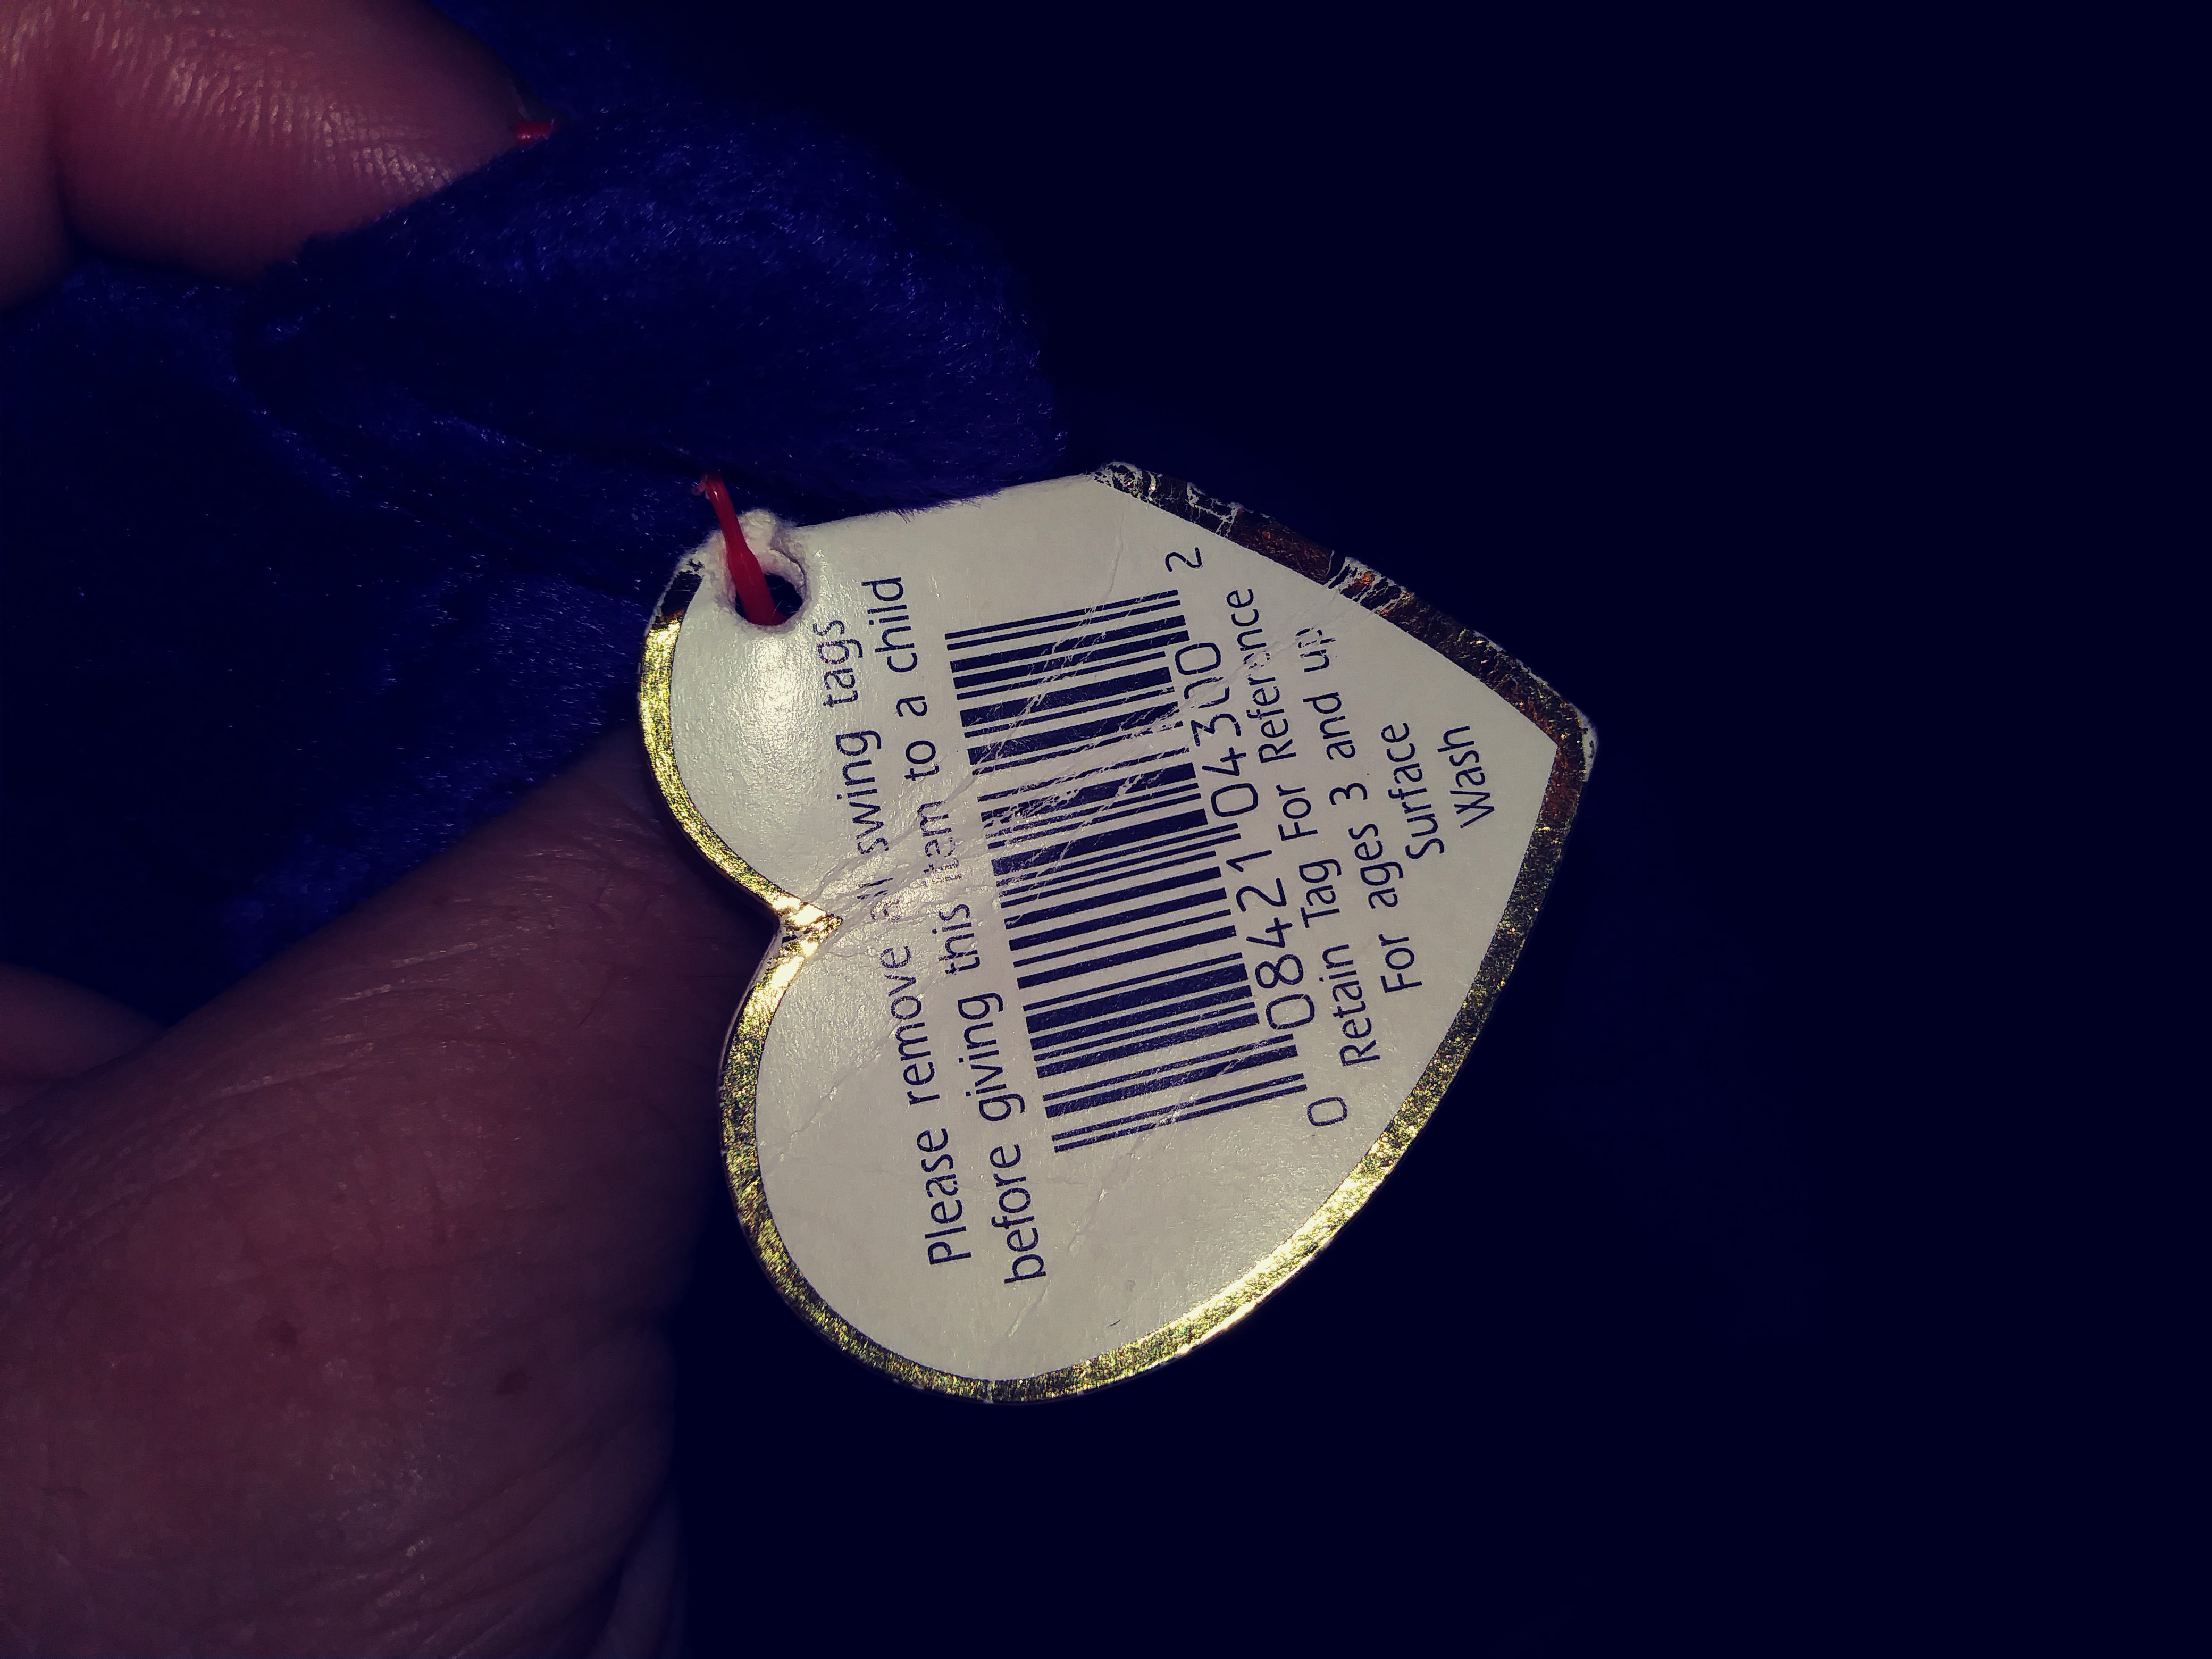 Please remove all swing tags
before giving this item to a child
0 08421 04300 2
Retain Tag For Reference
For ages 3 and up
Surface
Wash